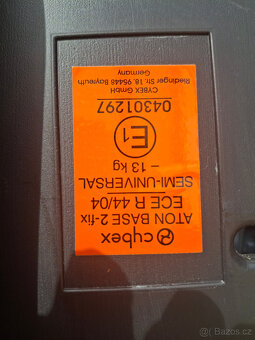 cybex
ATON BASE 2-fix
ECE R 44/04
SEMI-UNIVERSAL
– 13 kg
E1
04301297
CYBEX GmbH
Riedinger Str. 18, 95448 Bayreuth
Germany
Bazoš.cz